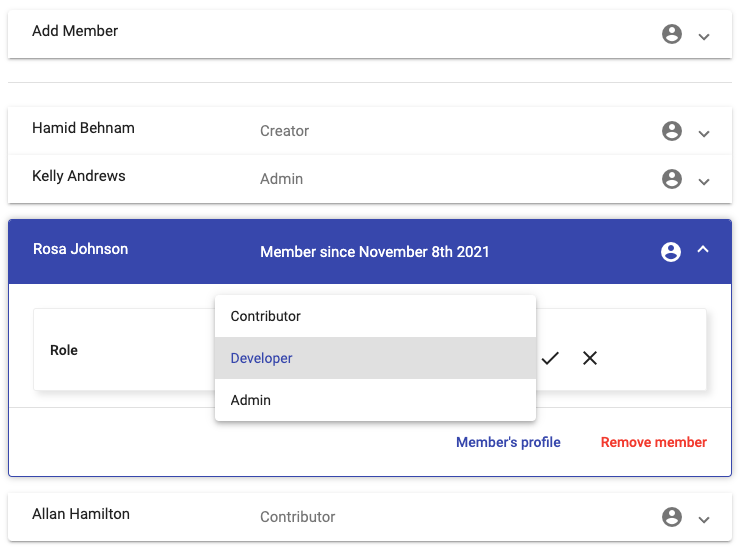 Add Member
Hamid Behnam Creator
Kelly Andrews Admin
Rosa Johnson Member since November 8th 2021
Contributor
Role
Developer
Admin
Member's profile Remove member
Allan Hamilton Contributor